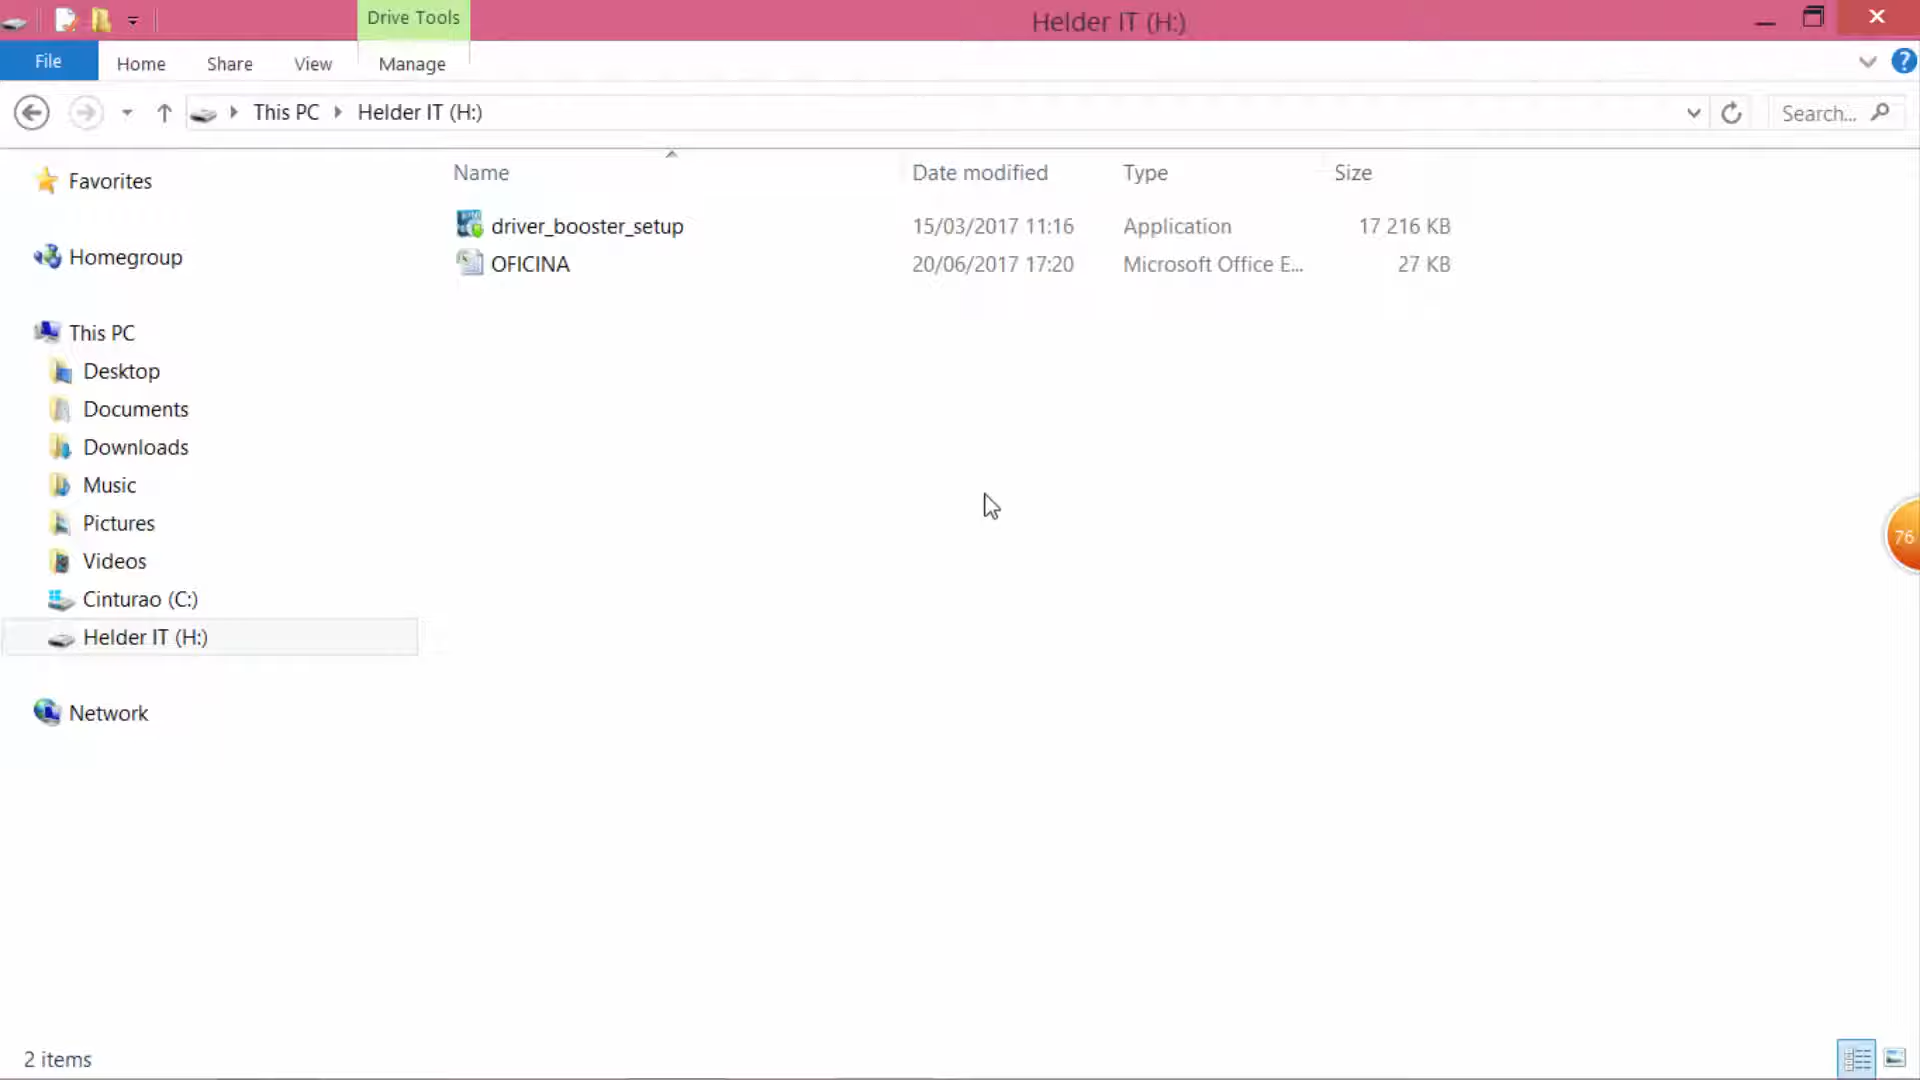 Drive Tools
Helder IT (H:)
File
Home
Share
View
Manage
?
This PC
Helder IT (H:)
Search...
Name
Date modified
Type
Size
Favorites
driver_booster_setup
15/03/2017 11:16
Application
17 216 KB
OFICINA
20/06/2017 17:20
Microsoft Office E...
27 KB
Homegroup
This PC
Desktop
Documents
Downloads
Music
Pictures
Videos
Cinturao (C:)
Helder IT (H:)
Network
76
2 items